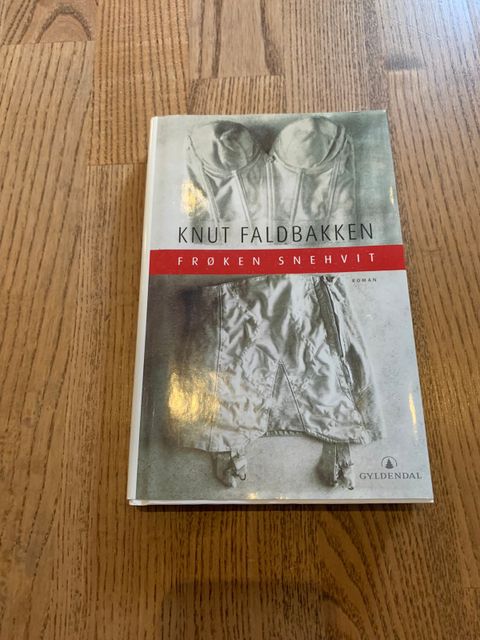 KNUT FALDBAKKEN
FRØKEN SNEHVIT
ROMAN
GYLDENDAL